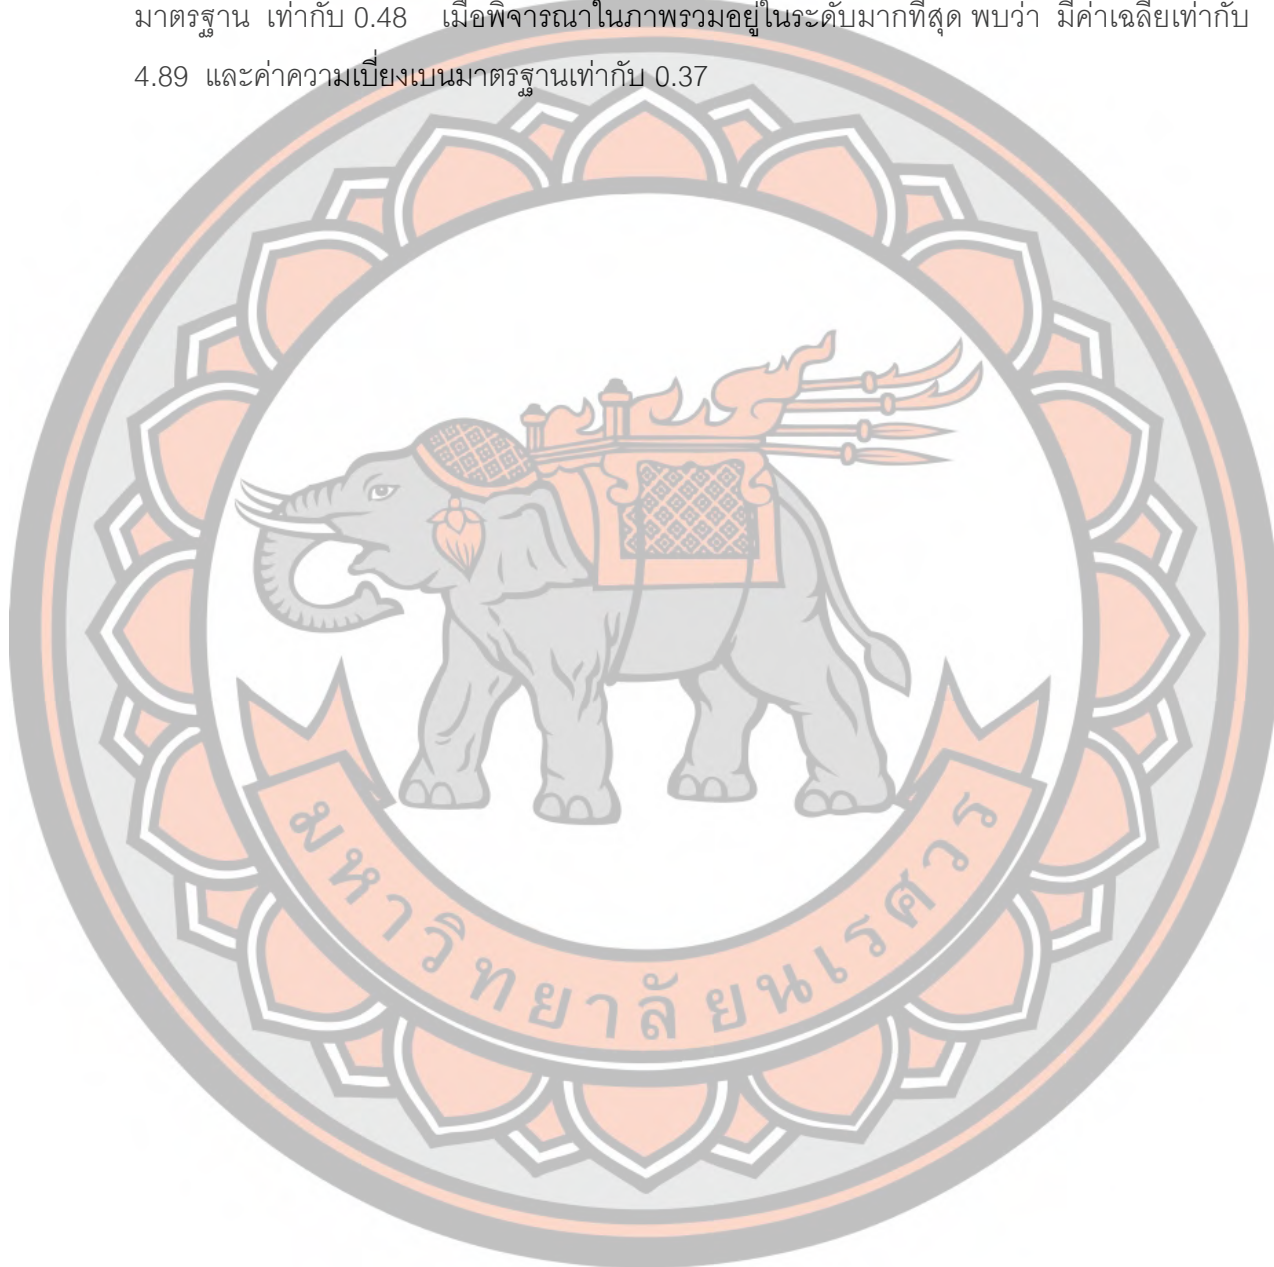 มาตรฐาน เท่ากับ 0.48 เมื่อพิจารณาในภาพรวมอยู่ในระดับมากที่สุด พบว่า มีค่าเฉลี่ยเท่ากับ
4.89 และค่าความเบี่ยงเบนมาตรฐานเท่ากับ 0.37
มหาวิทยาลัยนเรศวร